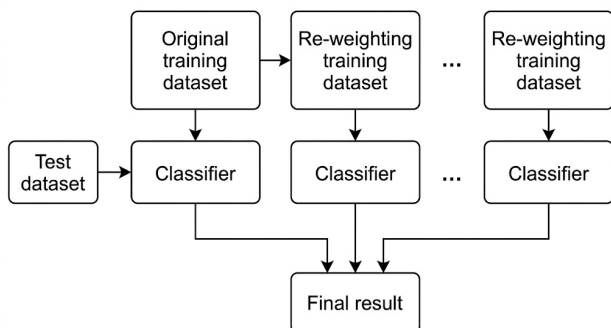 Original
training
dataset
Re-weighting
training
dataset
...
Re-weighting
training
dataset
Test
dataset
Classifier
Classifier
...
Classifier
Final result